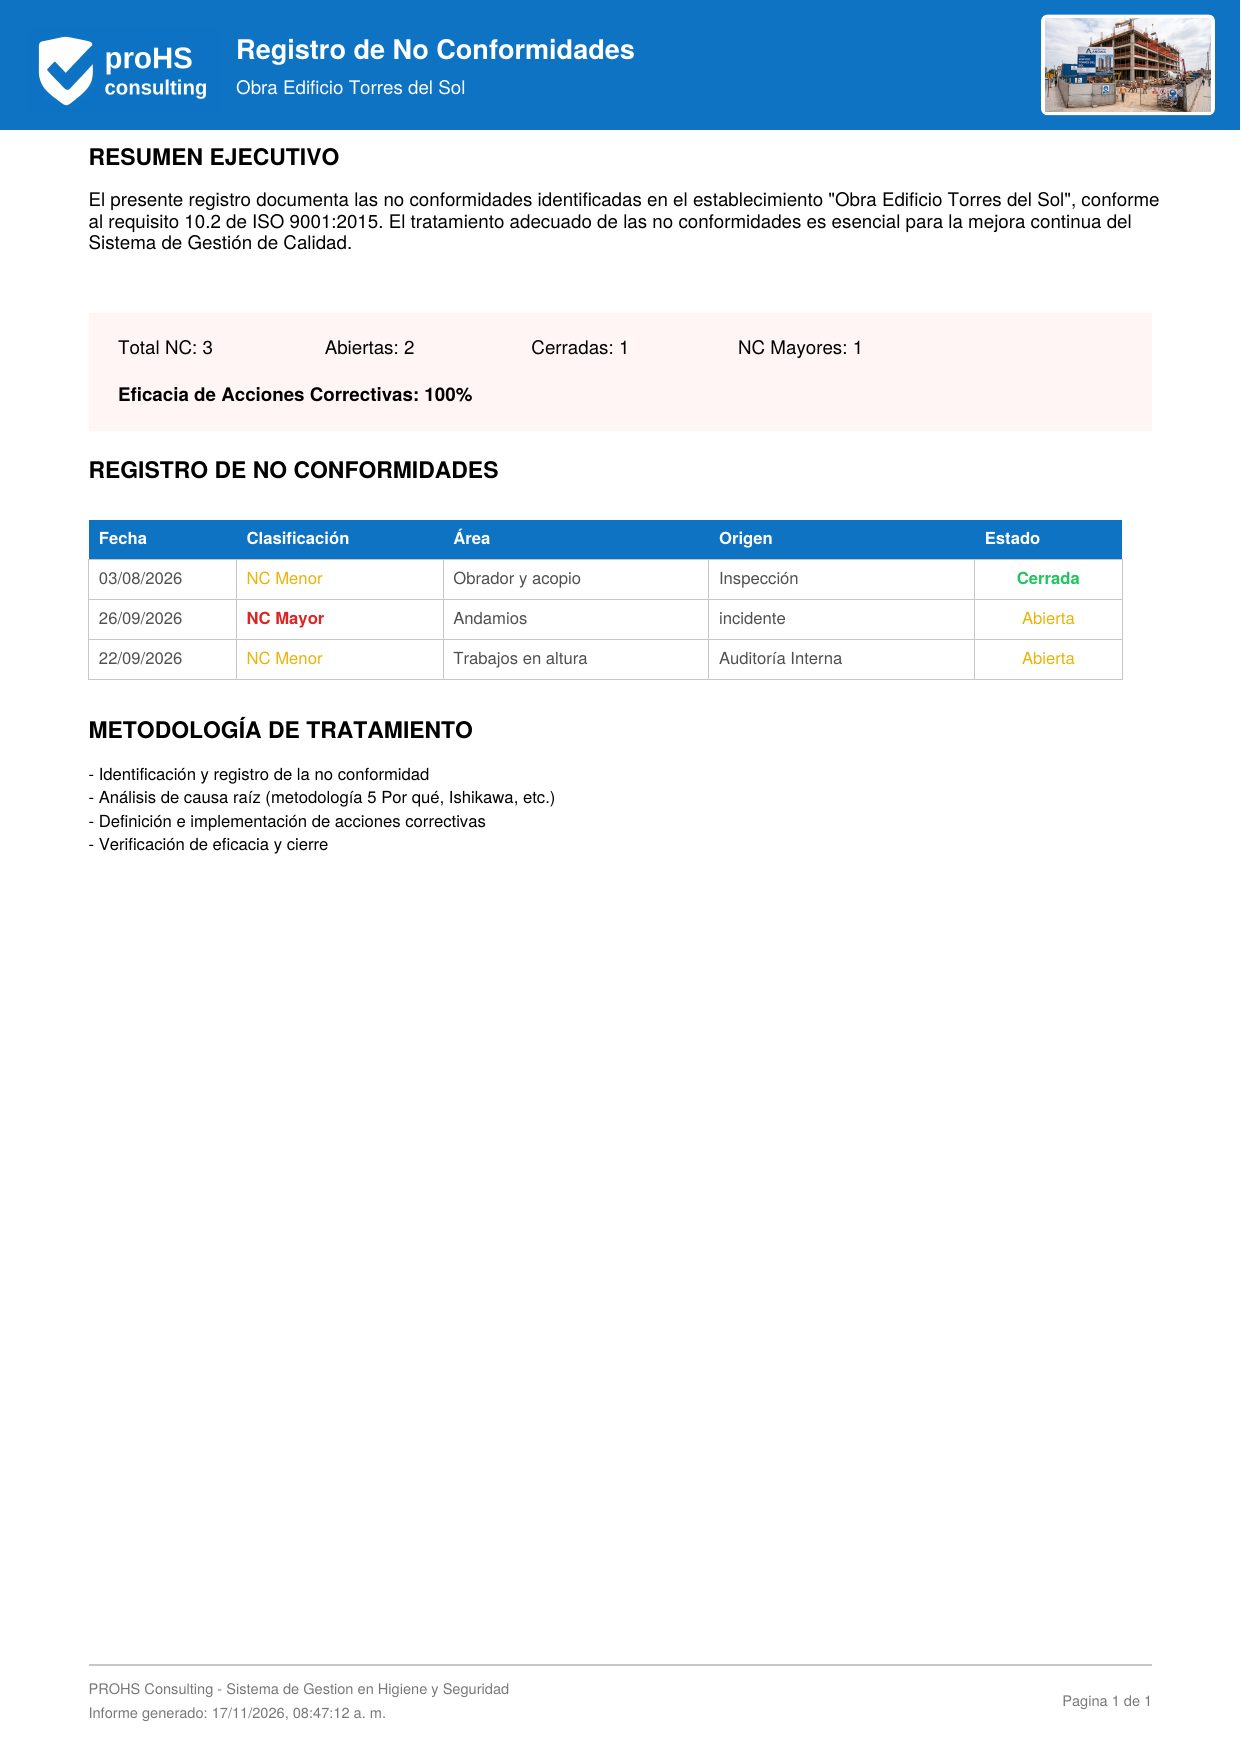 proHS
consulting
Registro de No Conformidades
Obra Edificio Torres del Sol
RESUMEN EJECUTIVO
El presente registro documenta las no conformidades identificadas en el establecimiento "Obra Edificio Torres del Sol", conforme
al requisito 10.2 de ISO 9001:2015. El tratamiento adecuado de las no conformidades es esencial para la mejora continua del
Sistema de Gestión de Calidad.
Total NC: 3 Abiertas: 2 Cerradas: 1 NC Mayores: 1
Eficacia de Acciones Correctivas: 100%
REGISTRO DE NO CONFORMIDADES
Fecha Clasificación Área Origen Estado
03/08/2026 NC Menor Obrador y acopio Inspección Cerrada
26/09/2026 NC Mayor Andamios incidente Abierta
22/09/2026 NC Menor Trabajos en altura Auditoría Interna Abierta
METODOLOGÍA DE TRATAMIENTO
- Identificación y registro de la no conformidad
- Análisis de causa raíz (metodología 5 Por qué, Ishikawa, etc.)
- Definición e implementación de acciones correctivas
- Verificación de eficacia y cierre
PROHS Consulting - Sistema de Gestion en Higiene y Seguridad
Informe generado: 17/11/2026, 08:47:12 a. m.
Pagina 1 de 1